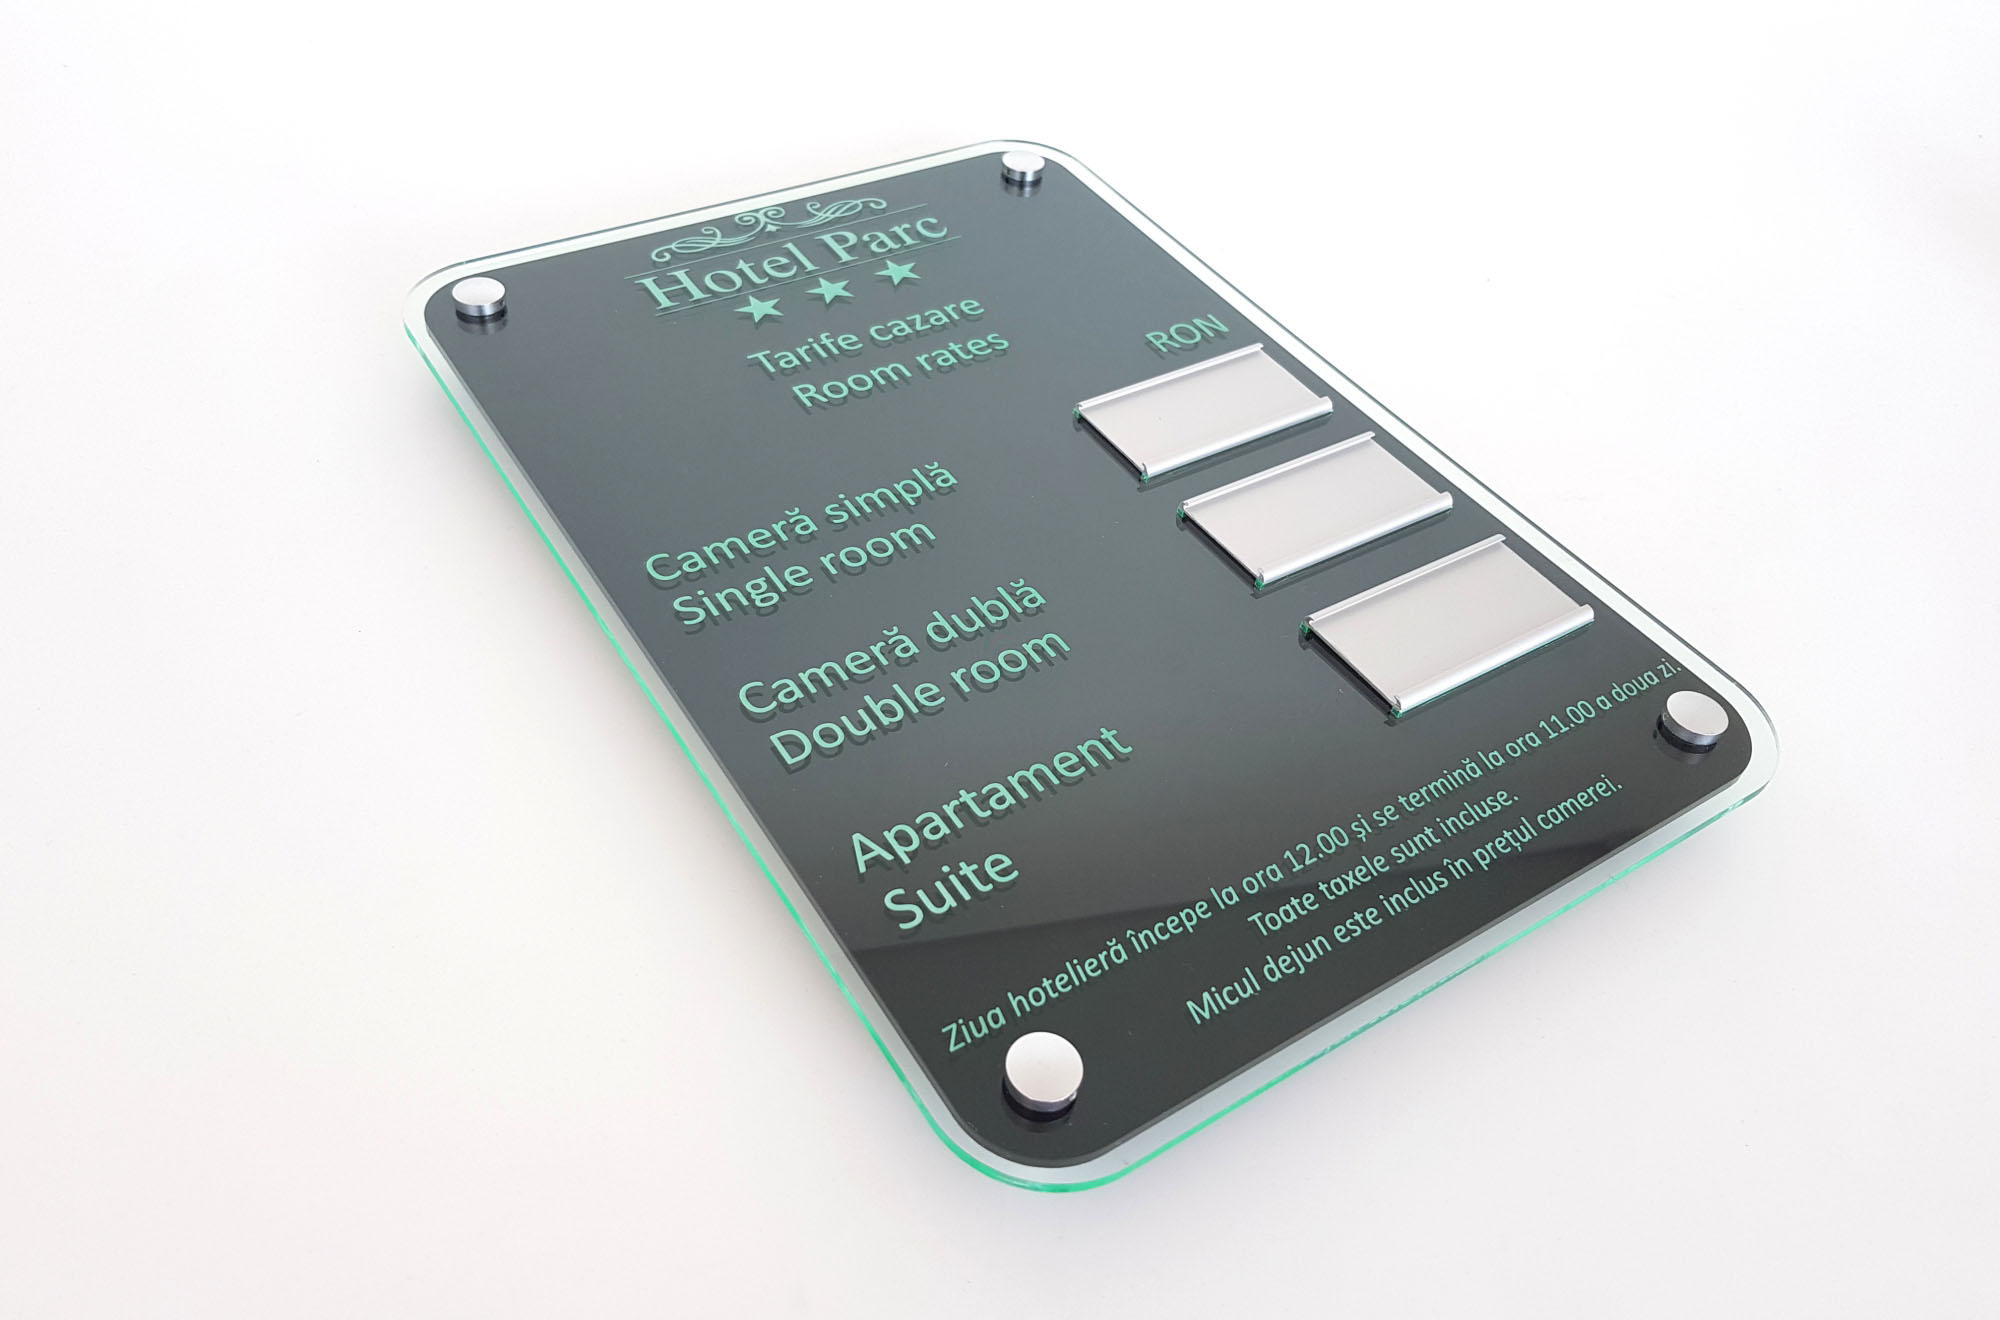 Hotel Parc
Tarife cazare
Room rates
RON
Cameră simplă
Single room
Cameră dublă
Double room
Apartament
Suite
Ziua hotelieră începe la ora 12.00 și se termină la ora 11.00 a doua zi.
Toate taxele sunt incluse.
Micul dejun este inclus în prețul camerei.